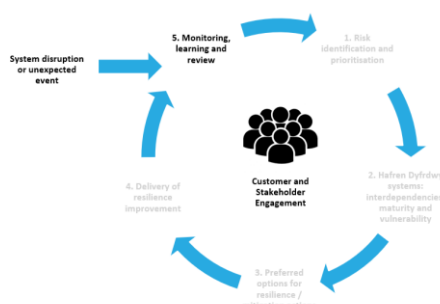 5. Monitoring,
learning and
review
System disruption
or unexpected
event
1. Risk
identification and
prioritisation
2. Hafren Dyfrdwy
systems:
interdependencies
maturity and
vulnerability
Customer and
Stakeholder
Engagement
4. Delivery of
resilience
improvement
3. Preferred
options for
resilience /